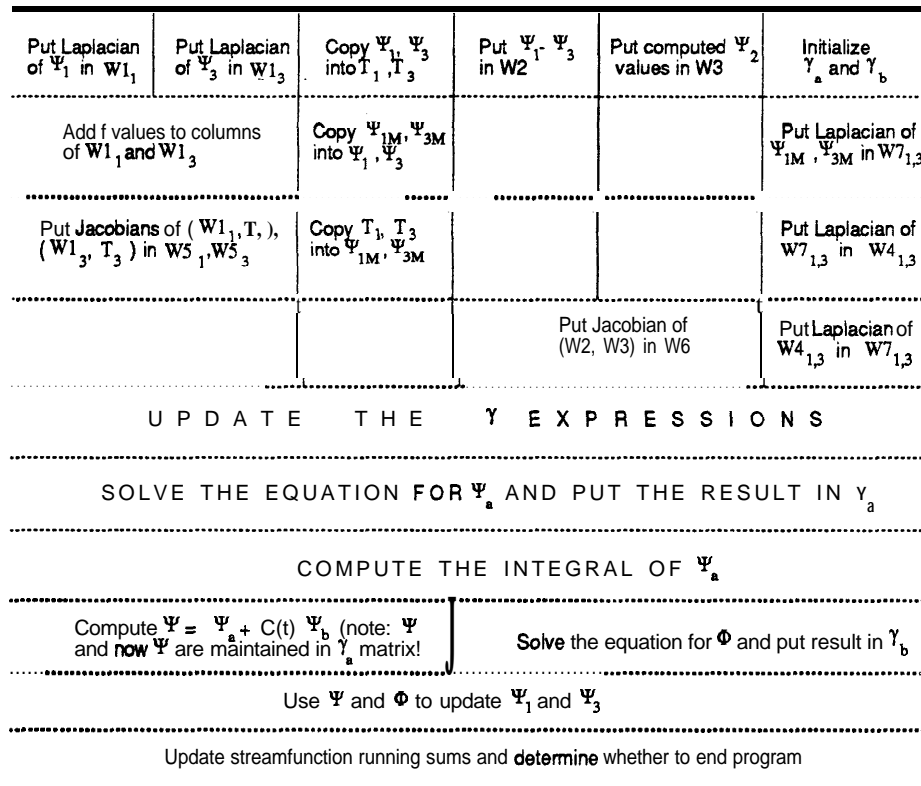 Put Laplacian of Ψ₁ in W1₁
Put Laplacian of Ψ₃ in W1₃
Copy Ψ₁, Ψ₃ into T₁, T₃
Put Ψ₁- Ψ₃ in W2
Put computed Ψ₂ values in W3
Initialize γₐ and γ_b
Add f values to columns of W1₁ and W1₃
Copy Ψ₁M, Ψ₃M into Ψ₁, Ψ₃
Put Laplacian of Ψ₁M, Ψ₃M in W7₁,₃
Put Jacobians of ( W1₁, T, ), ( W1₃, T₃ ) in W5₁, W5₃
Copy T₁, T₃ into Ψ₁M, Ψ₃M
Put Laplacian of W7₁,₃ in W4₁,₃
Put Jacobian of (W2, W3) in W6
Put Laplacian of W4₁,₃ in W7₁,₃
UPDATE THE γ EXPRESSIONS
SOLVE THE EQUATION FOR Ψₐ AND PUT THE RESULT IN γₐ
COMPUTE THE INTEGRAL OF Ψₐ
Compute Ψ = Ψₐ + C(t) Ψ_b (note: Ψ and now Ψ are maintained in γₐ matrix!
Solve the equation for Φ and put result in γ_b
Use Ψ and Φ to update Ψ₁ and Ψ₃
Update streamfunction running sums and determine whether to end program